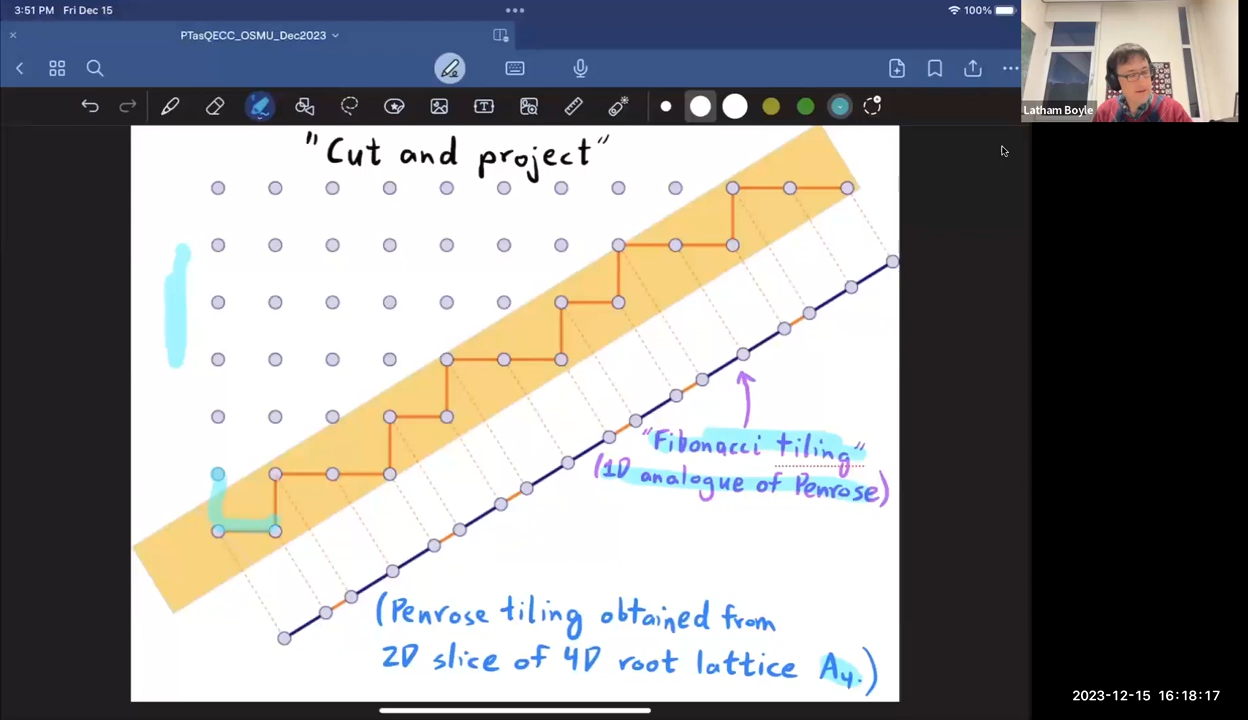 3:51 PM Fri Dec 15
100%
PTasQECC_OSMU_Dec2023
Latham Boyle
"Cut and project"
"Fibonacci tiling"
(1D analogue of Penrose)
(Penrose tiling obtained from
2D slice of 4D root lattice A4.)
2023-12-15 16:18:17